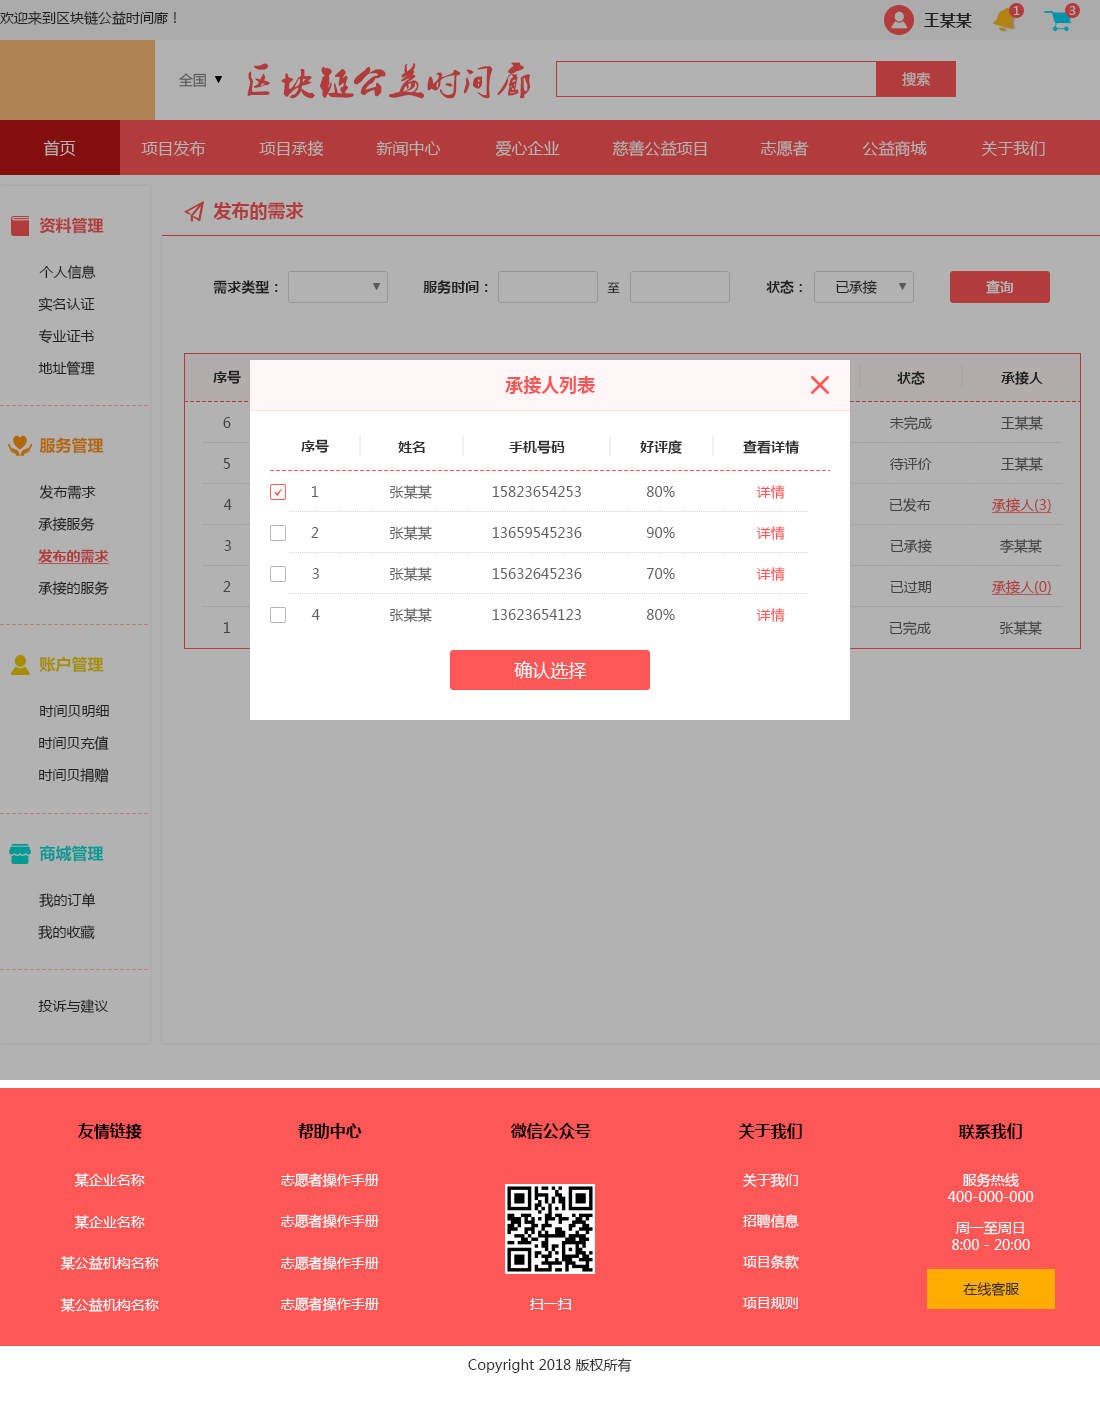 欢迎来到区块链公益时间廊！
王某某
1
3
全国 ▼
区块链公益时间廊
搜索
首页 项目发布 项目承接 新闻中心 爱心企业 慈善公益项目 志愿者 公益商城 关于我们
资料管理
个人信息
实名认证
专业证书
地址管理
服务管理
发布需求
承接服务
发布的需求
承接的服务
账户管理
时间贝明细
时间贝充值
时间贝捐赠
商城管理
我的订单
我的收藏
投诉与建议
发布的需求
需求类型： ▼ 服务时间： 至 状态： 已承接 ▼ 查询
序号 状态 承接人
6 未完成 王某某
5 待评价 王某某
4 已发布 承接人(3)
3 已承接 李某某
2 已过期 承接人(0)
1 已完成 张某某
承接人列表
序号 姓名 手机号码 好评度 查看详情
1 张某某 15823654253 80% 详情
2 张某某 13659545236 90% 详情
3 张某某 15632645236 70% 详情
4 张某某 13623654123 80% 详情
确认选择
友情链接
某企业名称
某企业名称
某公益机构名称
某公益机构名称
帮助中心
志愿者操作手册
志愿者操作手册
志愿者操作手册
志愿者操作手册
微信公众号
扫一扫
关于我们
关于我们
招聘信息
项目条款
项目规则
联系我们
服务热线
400-000-000
周一至周日
8:00 - 20:00
在线客服
Copyright 2018 版权所有